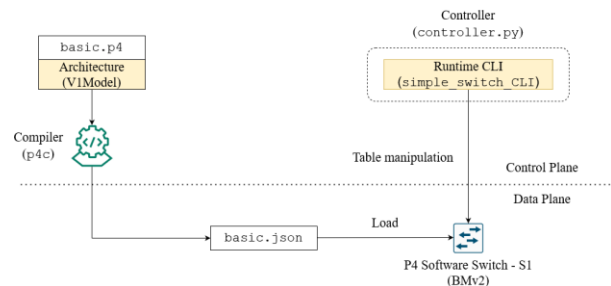 basic.p4
Architecture
(V1Model)
Compiler
(p4c)
Controller
(controller.py)
Runtime CLI
(simple_switch_CLI)
Table manipulation
Control Plane
Data Plane
basic.json
Load
P4 Software Switch - S1
(BMv2)